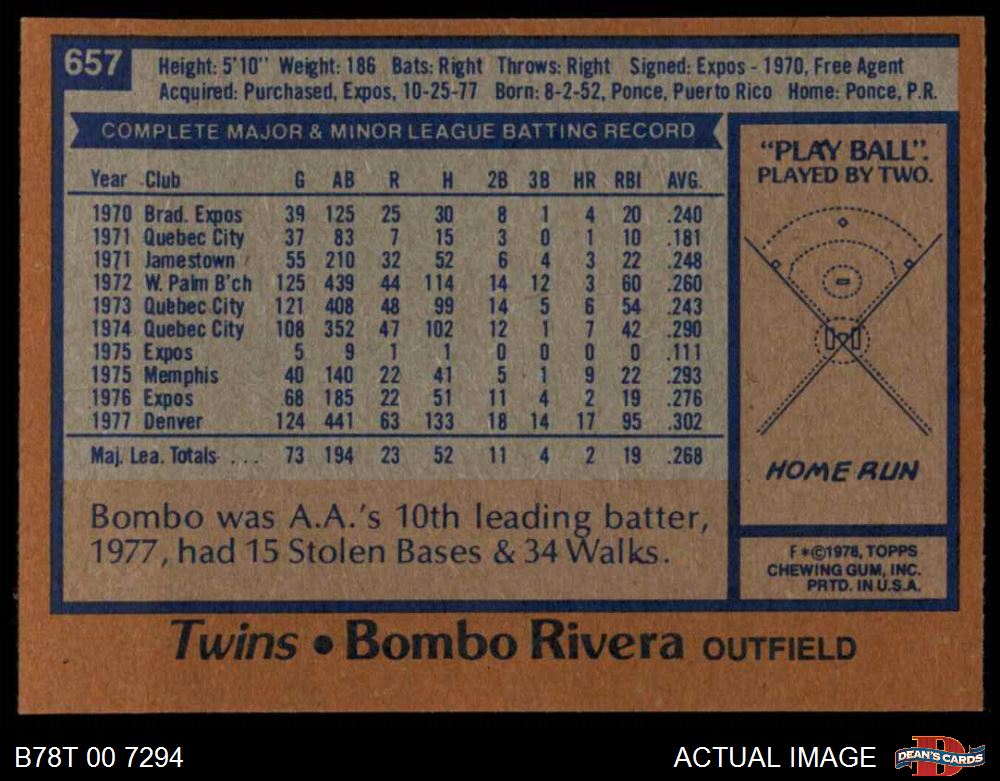 657
Height: 5'10" Weight: 186 Bats: Right Throws: Right Signed: Expos - 1970, Free Agent
Acquired: Purchased, Expos, 10-25-77 Born: 8-2-52, Ponce, Puerto Rico Home: Ponce, P.R.
COMPLETE MAJOR & MINOR LEAGUE BATTING RECORD
Year Club G AB R H 2B 3B HR RBI AVG.
1970 Brad. Expos 39 125 25 30 8 1 4 20 .240
1971 Quebec City 37 83 7 15 3 0 1 10 .181
1971 Jamestown 55 210 32 52 6 4 3 22 .248
1972 W. Palm B'ch 125 439 44 114 14 12 3 60 .260
1973 Quebec City 121 408 48 99 14 5 6 54 .243
1974 Quebec City 108 352 47 102 12 1 7 42 .290
1975 Expos 5 9 1 1 0 0 0 0 .111
1975 Memphis 40 140 22 41 5 1 9 22 .293
1976 Expos 68 185 22 51 11 4 2 19 .276
1977 Denver 124 441 63 133 18 14 17 95 .302
Maj. Lea. Totals . . . . 73 194 23 52 11 4 2 19 .268
Bombo was A.A.'s 10th leading batter,
1977, had 15 Stolen Bases & 34 Walks.
"PLAY BALL".
PLAYED BY TWO.
HOME RUN
F*©1978, TOPPS
CHEWING GUM, INC.
PRTD. IN U.S.A.
Twins • Bombo Rivera OUTFIELD
B78T 00 7294
ACTUAL IMAGE
D
DEAN'S CARDS